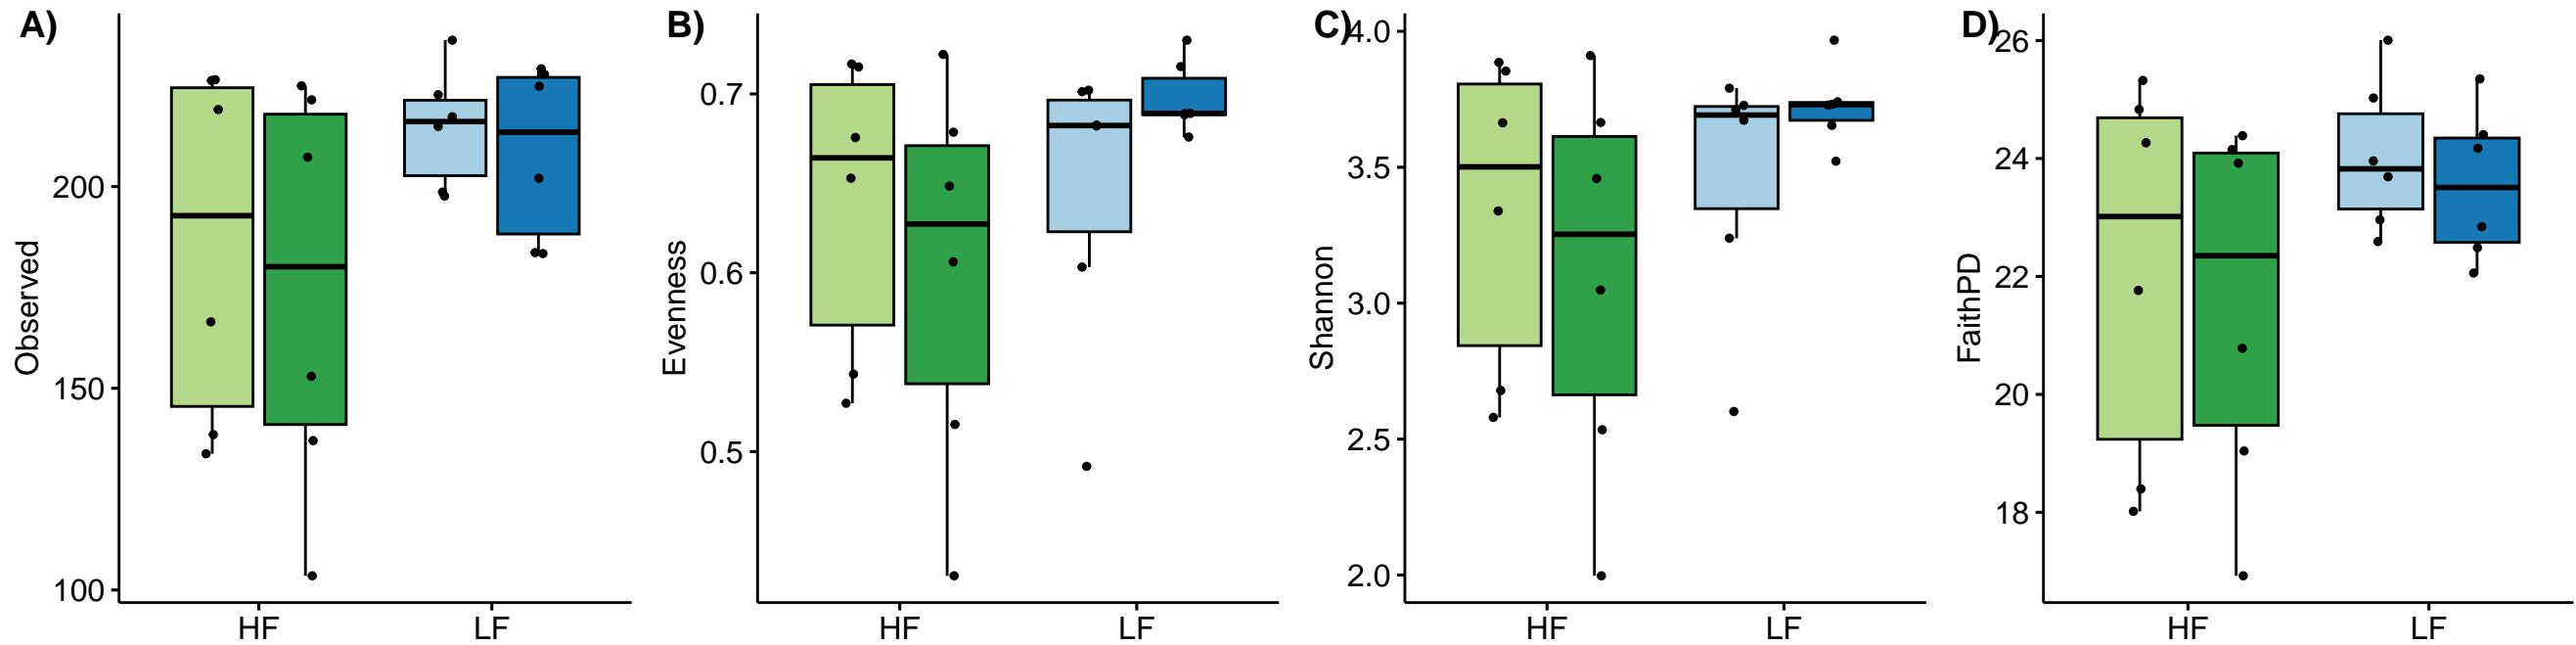 A)
Observed
200
150
100
HF LF
B)
Evenness
0.7
0.6
0.5
HF LF
C)
Shannon
4.0
3.5
3.0
2.5
2.0
HF LF
D)
FaithPD
26
24
22
20
18
HF LF